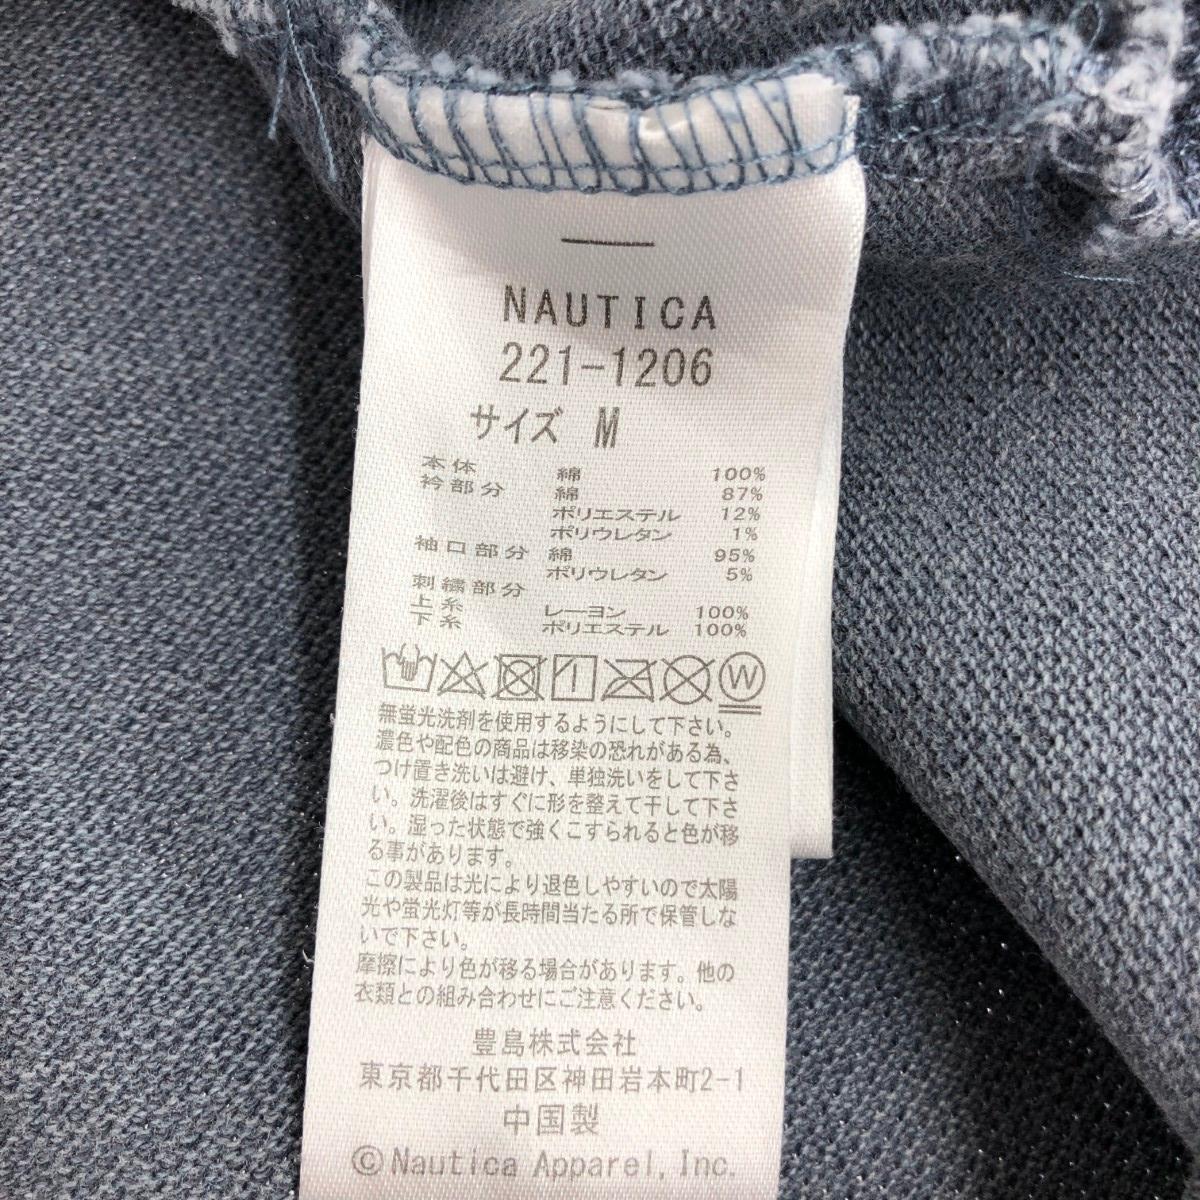 NAUTICA
221-1206
サイズ M
本体 綿 100%
衿部分 綿 87%
ポリエステル 12%
ポリウレタン 1%
袖口部分 綿 95%
ポリウレタン 5%
刺繍部分
上糸 レーヨン 100%
下糸 ポリエステル 100%
W
無蛍光洗剤を使用するようにして下さい。
濃色や配色の商品は移染の恐れがある為、
つけ置き洗いは避け、単独洗いをして下さ
い。洗濯後はすぐに形を整えて干して下さ
い。湿った状態で強くこすられると色が移
る事があります。
この製品は光により退色しやすいので太陽
光や蛍光灯等が長時間当たる所で保管しな
いで下さい。
摩擦により色が移る場合があります。他の
衣類との組み合わせにご注意ください。
豊島株式会社
東京都千代田区神田岩本町2-1
中国製
©Nautica Apparel, Inc.